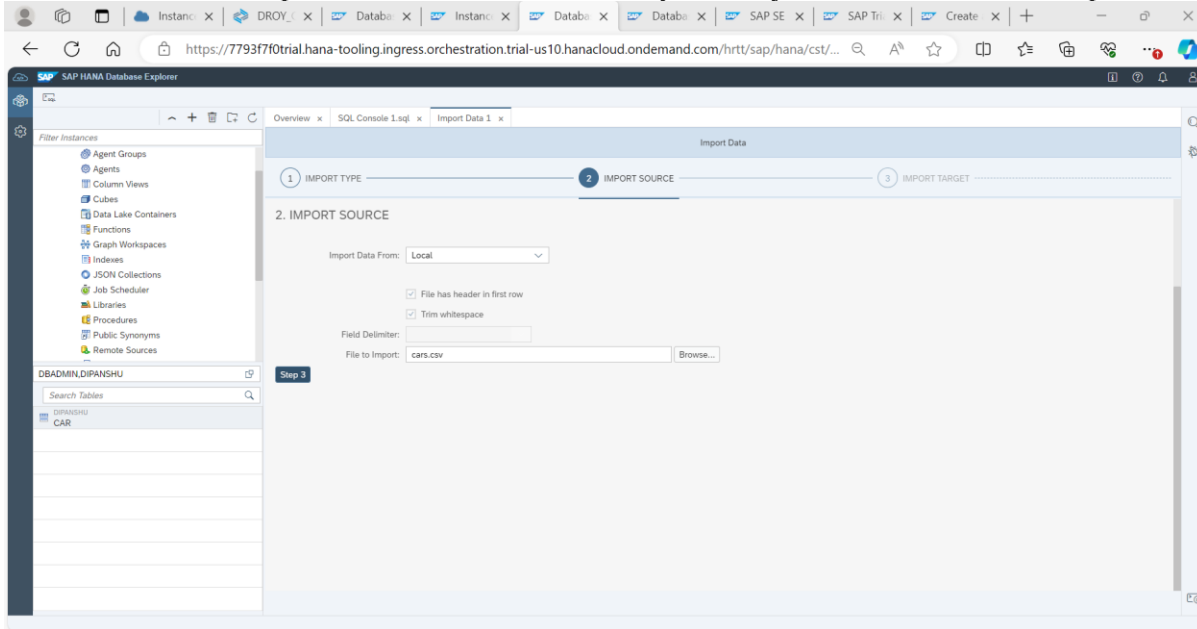 Instanc
DROY_C
Databa
Instanc
Databa
Databa
SAP SE
SAP Tri
Create
https://7793f7f0trial.hana-tooling.ingress.orchestration.trial-us10.hanacloud.ondemand.com/hrtt/sap/hana/cst/...
SAP SAP HANA Database Explorer
Overview
SQL Console 1.sql
Import Data 1
Filter Instances
Import Data
Agent Groups
Agents
Column Views
Cubes
Data Lake Containers
Functions
Graph Workspaces
Indexes
JSON Collections
Job Scheduler
Libraries
Procedures
Public Synonyms
Remote Sources
DBADMIN,DIPANSHU
Search Tables
DIPANSHU
CAR
1 IMPORT TYPE
2 IMPORT SOURCE
3 IMPORT TARGET
2. IMPORT SOURCE
Import Data From: Local
File has header in first row
Trim whitespace
Field Delimiter:
File to Import: cars.csv Browse...
Step 3